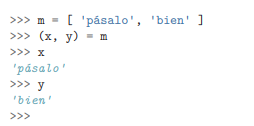 >>> m = [ 'pásalo', 'bien' ]
>>> (x, y) = m
>>> x
'pásalo'
>>> y
'bien'
>>>